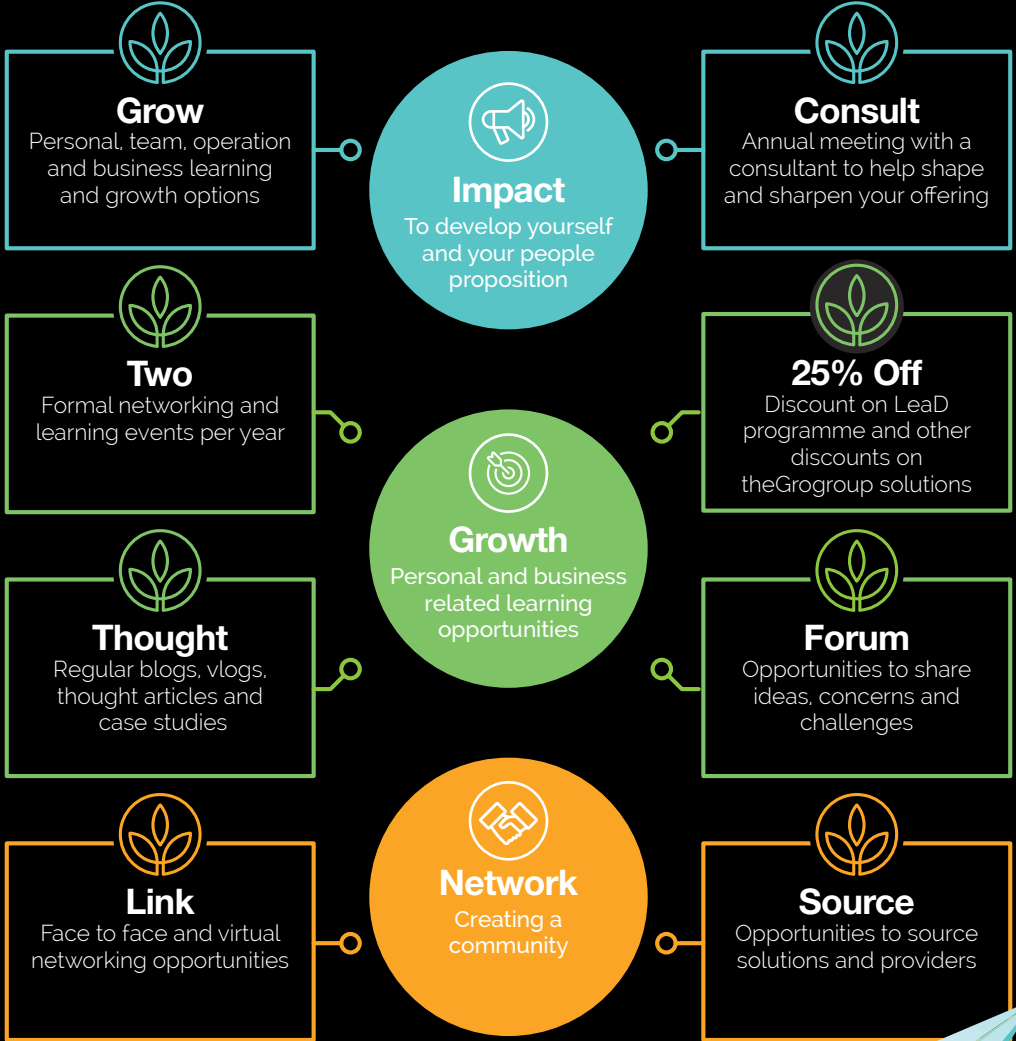 Grow
Personal, team, operation
and business learning
and growth options
Impact
To develop yourself
and your people
proposition
Consult
Annual meeting with a
consultant to help shape
and sharpen your offering
Two
Formal networking and
learning events per year
25% Off
Discount on LeaD
programme and other
discounts on
theGrogroup solutions
Growth
Personal and business
related learning
opportunities
Thought
Regular blogs, vlogs,
thought articles and
case studies
Forum
Opportunities to share
ideas, concerns and
challenges
Link
Face to face and virtual
networking opportunities
Network
Creating a
community
Source
Opportunities to source
solutions and providers